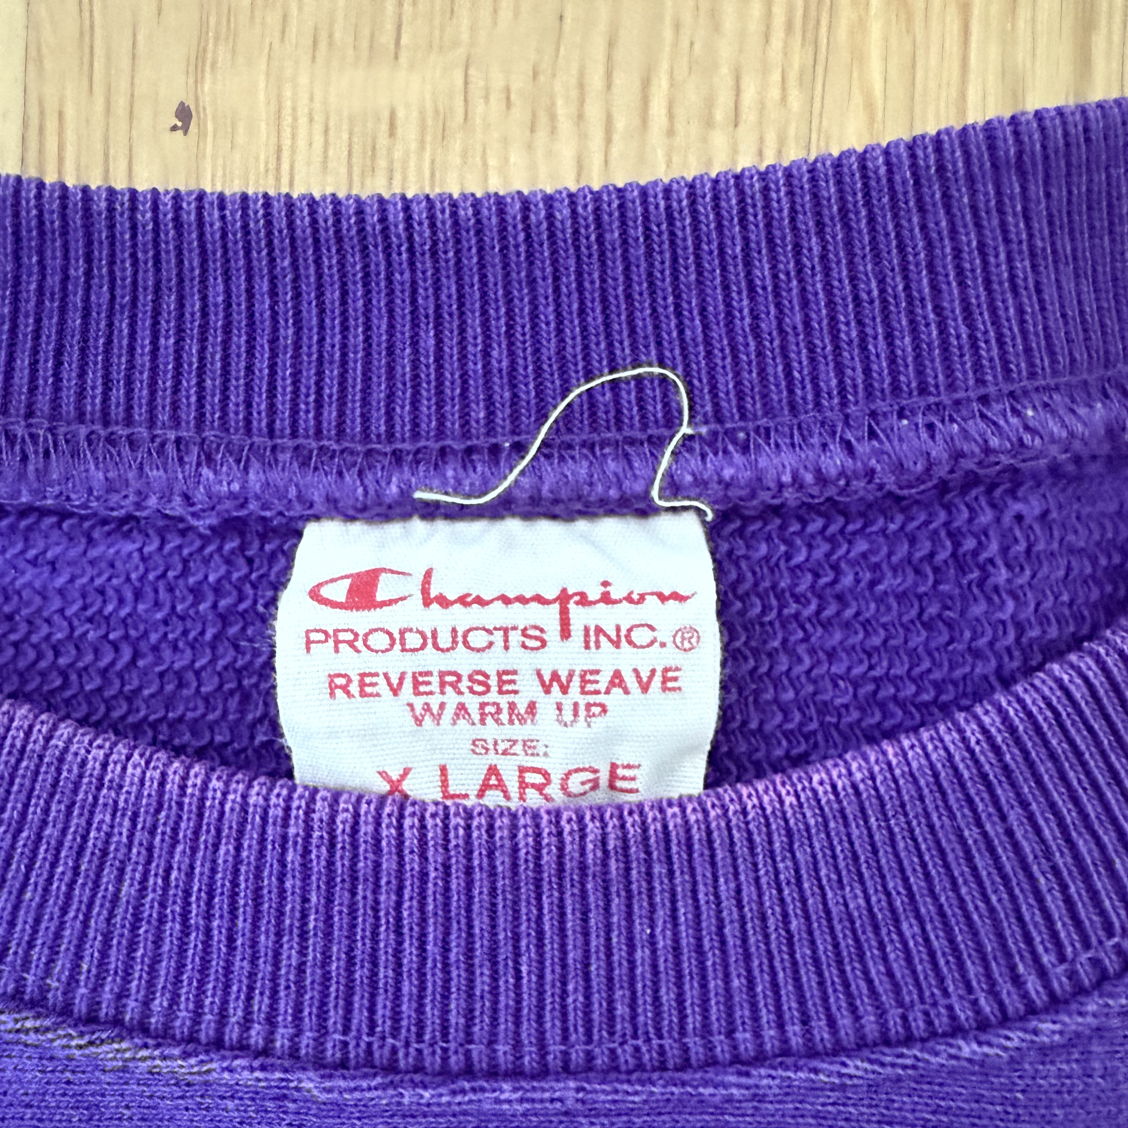 Champion
PRODUCTS INC.®
REVERSE WEAVE
WARM UP
SIZE:
X LARGE